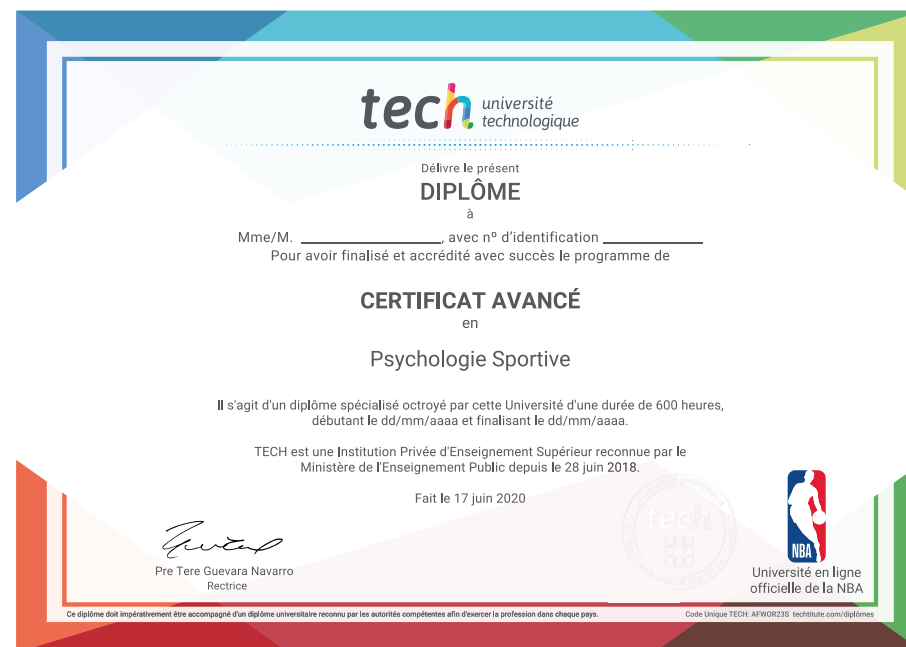 tech université
technologique
Délivre le présent
DIPLÔME
à
Mme/M. ____________________, avec nº d'identification ______________
Pour avoir finalisé et accrédité avec succès le programme de
CERTIFICAT AVANCÉ
en
Psychologie Sportive
Il s'agit d'un diplôme spécialisé octroyé par cette Université d'une durée de 600 heures,
débutant le dd/mm/aaaa et finalisant le dd/mm/aaaa.
TECH est une Institution Privée d'Enseignement Supérieur reconnue par le
Ministère de l'Enseignement Public depuis le 28 juin 2018.
Fait le 17 juin 2020
tech
NBA
Pre Tere Guevara Navarro
Rectrice
Université en ligne
officielle de la NBA
Ce diplôme doit impérativement être accompagné d'un diplôme universitaire reconnu par les autorités compétentes afin d'exercer la profession dans chaque pays.
Code Unique TECH: AFWOR23S techtitute.com/diplômes